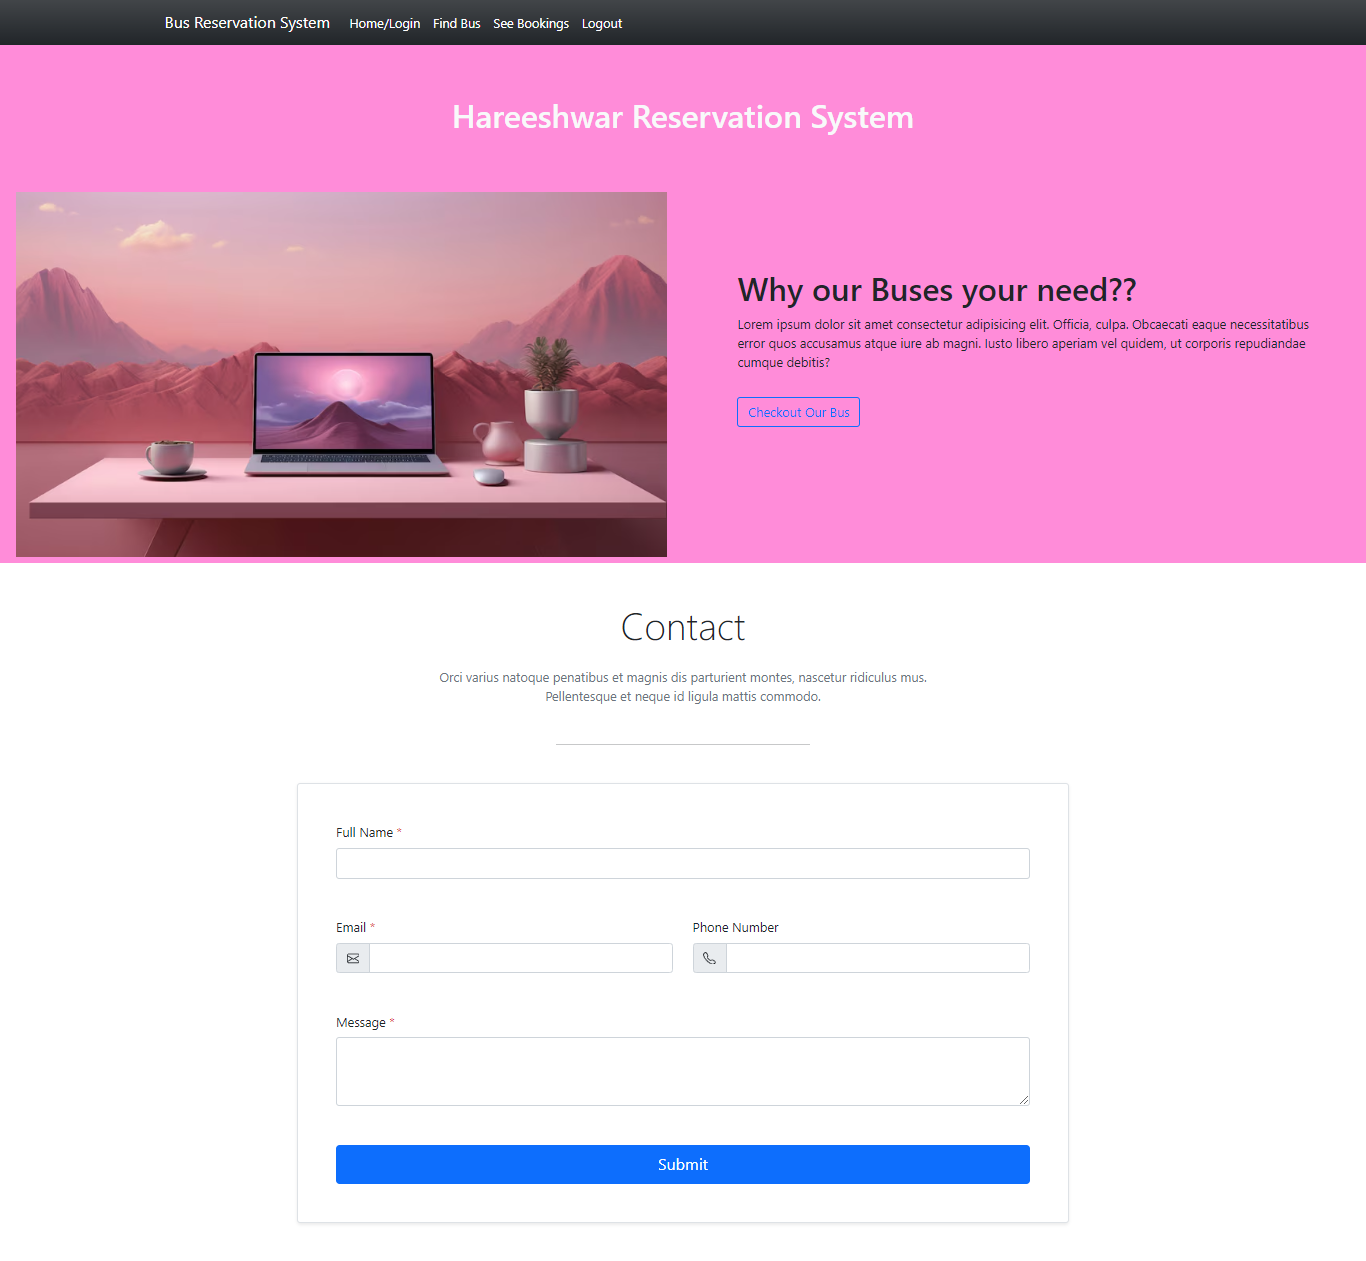 Bus Reservation System Home/Login Find Bus See Bookings Logout
Hareeshwar Reservation System
Why our Buses your need??
Lorem ipsum dolor sit amet consectetur adipisicing elit. Officia, culpa. Obcaecati eaque necessitatibus
error quos accusamus atque iure ab magni. Iusto libero aperiam vel quidem, ut corporis repudiandae
cumque debitis?
Checkout Our Bus
Contact
Orci varius natoque penatibus et magnis dis parturient montes, nascetur ridiculus mus.
Pellentesque et neque id ligula mattis commodo.
Full Name *
Email *
Phone Number
Message *
Submit